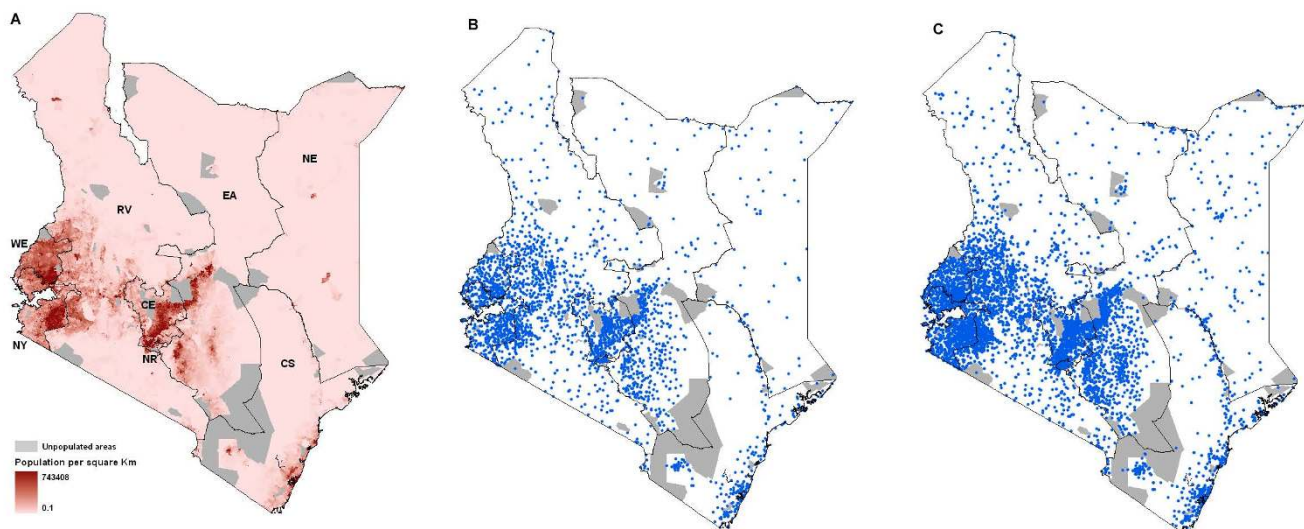 A
B
C
NE
EA
RV
WE
CE
NY
NR
CS
Unpopulated areas
Population per square Km
743408
0.1